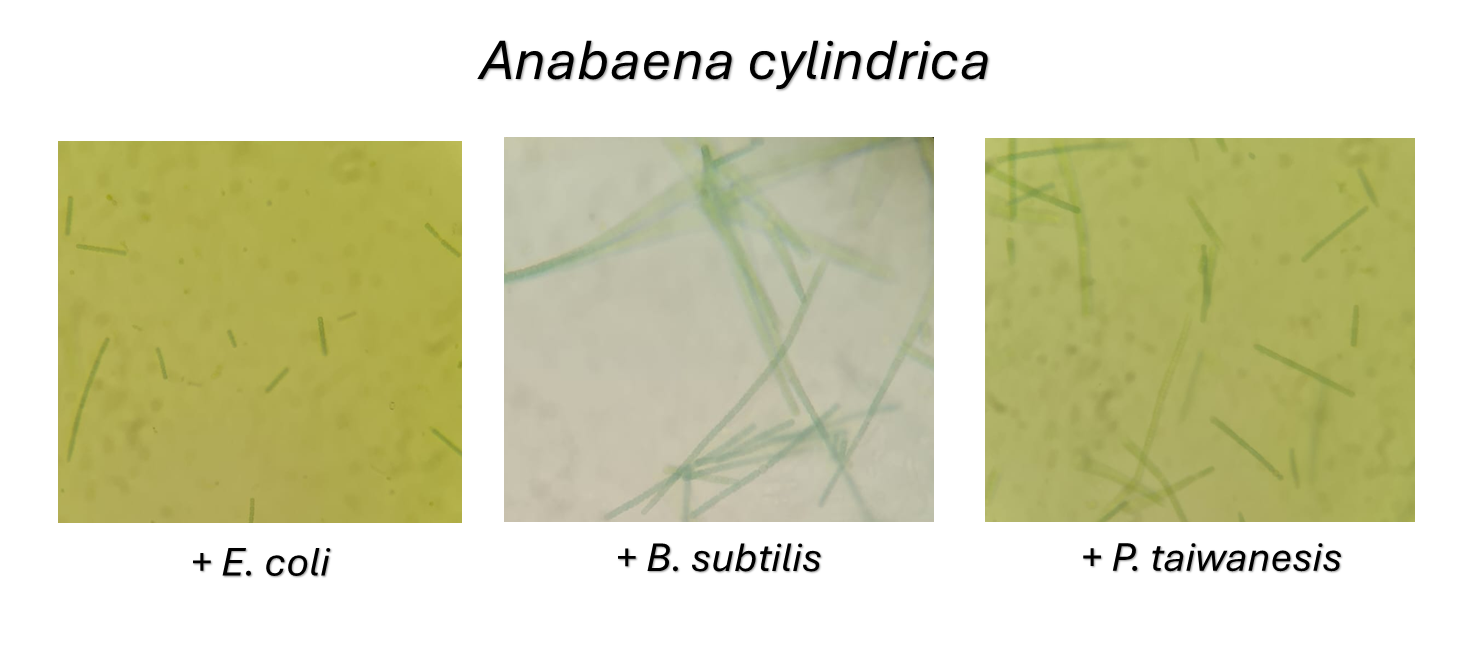 Anabaena cylindrica
+ E. coli
+ B. subtilis
+ P. taiwanesis